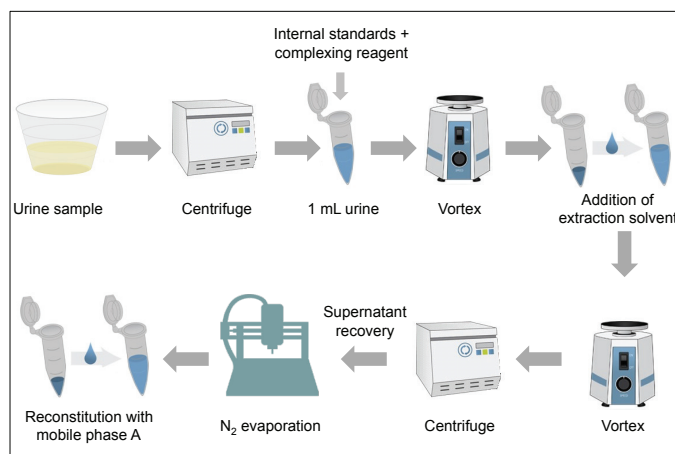 Internal standards +
complexing reagent
Urine sample
Centrifuge
1 mL urine
Vortex
Addition of
extraction solvent
Supernatant
recovery
Reconstitution with
mobile phase A
N₂ evaporation
Centrifuge
Vortex